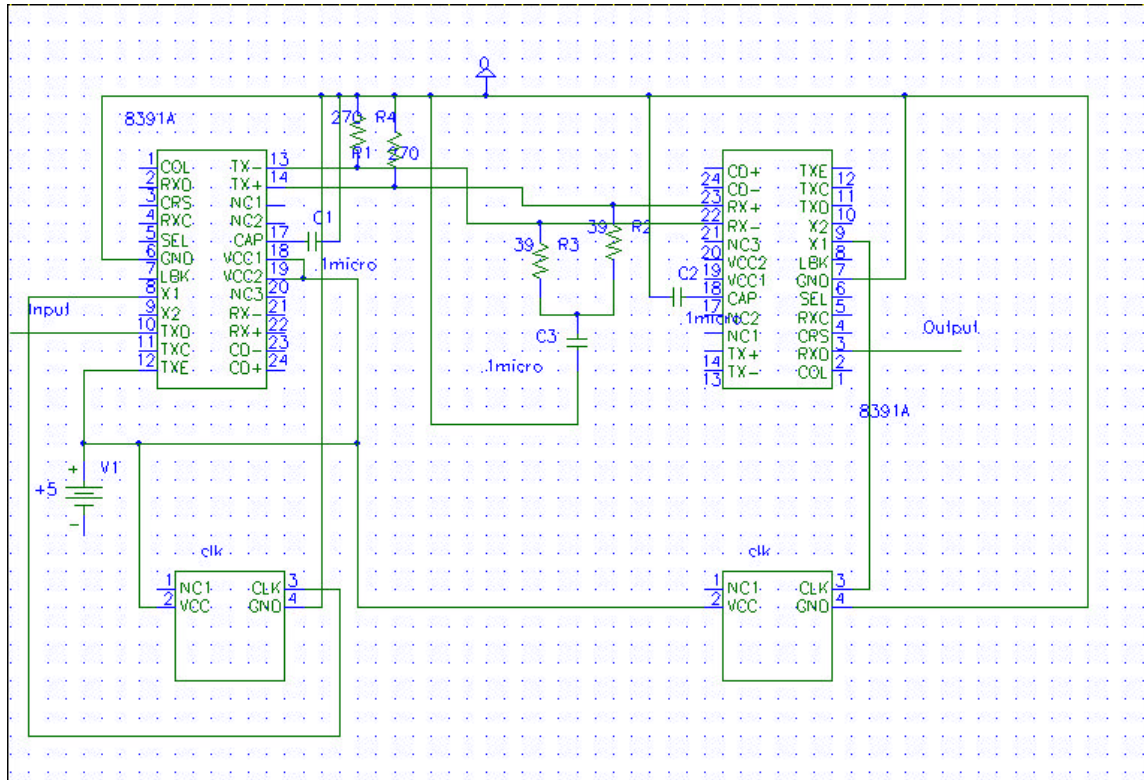 0
8391A
270 R4
R1 270
1 COL TX- 13
2 RXD TX+ 14
3 CRS NC1
4 RXC NC2
5 SEL CAP 17
6 GND VCC1 18
7 LBK VCC2 19
8 X1 NC3 20
9 X2 RX- 21
10 TXD RX+ 22
11 TXC CD- 23
12 TXE CD+ 24
Input
C1
.1micro
39 R3
39 R2
C3
.1micro
C2
.1micro
CD+ TXE
24 CD- TXC 12
23 RX+ TXD 11
22 RX- X2 10
21 NC3 X1 9
20 VCC2 LBK 8
19 VCC1 GND 7
18 CAP SEL 6
17 NC2 RXC 5
NC1 CRS 4
TX+ RXD 3
14 TX- COL 2
13 1
Output
8391A
+ V1
+5
-
clk
1 NC1 CLK 3
2 VCC GND 4
clk
1 NC1 CLK 3
2 VCC GND 4